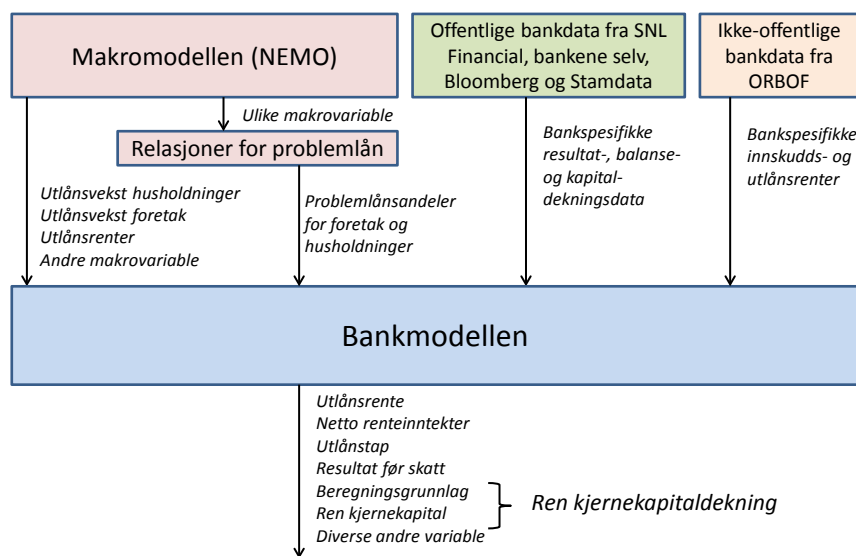 Makromodellen (NEMO)
Offentlige bankdata fra SNL
Financial, bankene selv,
Bloomberg og Stamdata
Ikke-offentlige
bankdata fra
ORBOF
Ulike makrovariable
Relasjoner for problemlån
Utlånsvekst husholdninger
Utlånsvekst foretak
Utlånsrenter
Andre makrovariable
Problemlånsandeler
for foretak og
husholdninger
Bankspesifikke
resultat-, balanse-
og kapital-
dekningsdata
Bankspesifikke
innskudds- og
utlånsrenter
Bankmodellen
Utlånsrente
Netto renteinntekter
Utlånstap
Resultat før skatt
Beregningsgrunnlag
Ren kjernekapital
Diverse andre variable
Ren kjernekapitaldekning